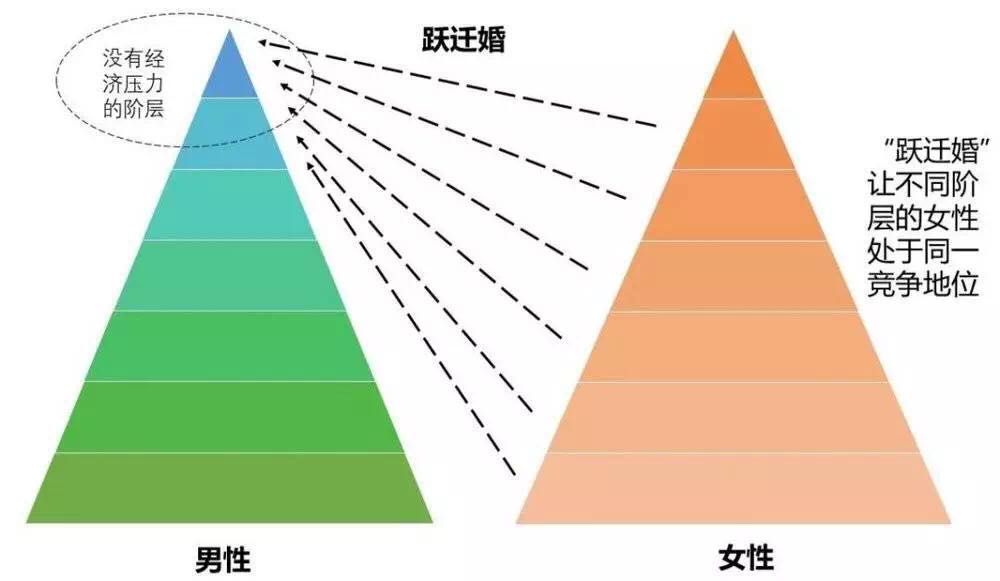 跃迁婚
没有经
济压力
的阶层
“跃迁婚”
让不同阶
层的女性
处于同一
竞争地位
男性
女性